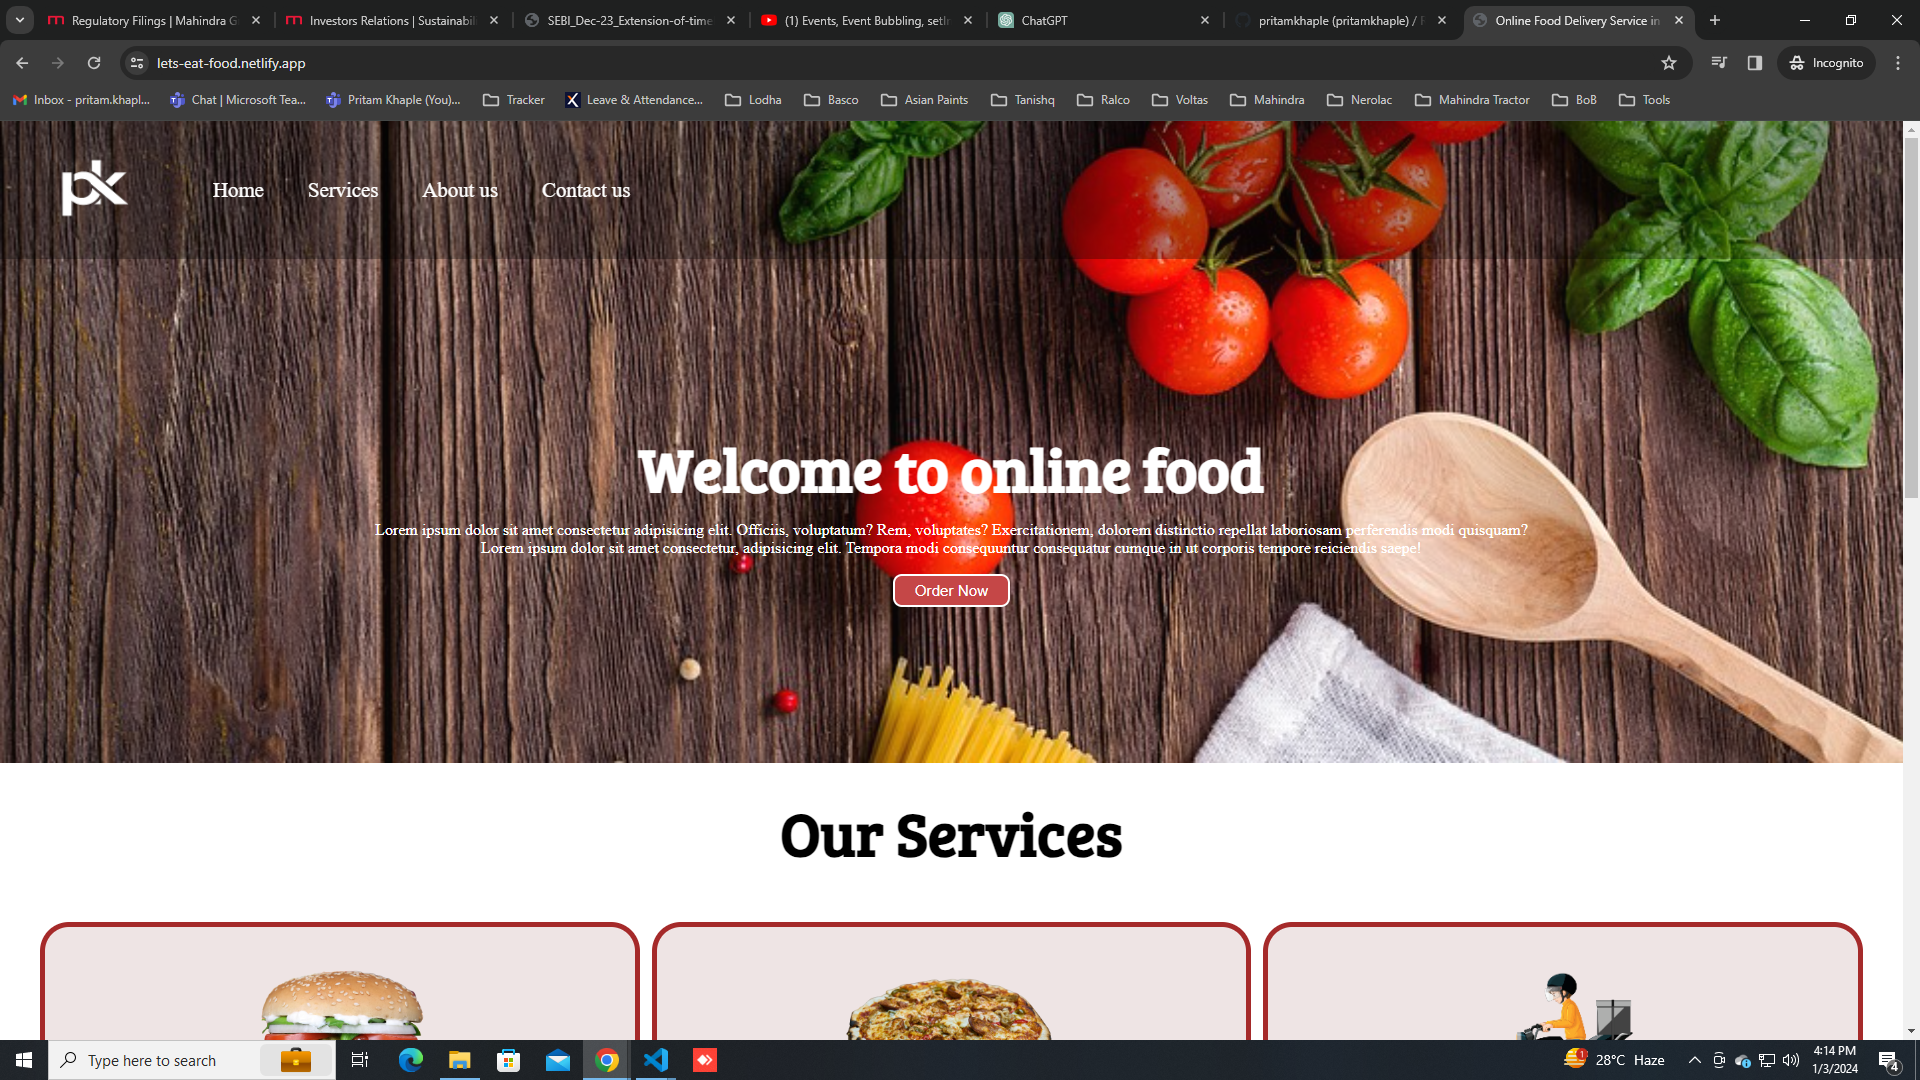 Regulatory Filings | Mahindra G
Investors Relations | Sustainabil
SEBI_Dec-23_Extension-of-time
(1) Events, Event Bubbling, setIn
ChatGPT
pritamkhaple (pritamkhaple) / R
Online Food Delivery Service in
lets-eat-food.netlify.app
Incognito
Inbox - pritam.khapl...
Chat | Microsoft Tea...
Pritam Khaple (You)...
Tracker
Leave & Attendance...
Lodha
Basco
Asian Paints
Tanishq
Ralco
Voltas
Mahindra
Nerolac
Mahindra Tractor
BoB
Tools
pk
Home
Services
About us
Contact us
Welcome to online food
Lorem ipsum dolor sit amet consectetur adipisicing elit. Officiis, voluptatum? Rem, voluptates? Exercitationem, dolorem distinctio repellat laboriosam perferendis modi quisquam?
Lorem ipsum dolor sit amet consectetur, adipisicing elit. Tempora modi consequuntur consequatur cumque in ut corporis tempore reiciendis saepe!
Order Now
Our Services
Type here to search
1
28°C Haze
4:14 PM
1/3/2024
4